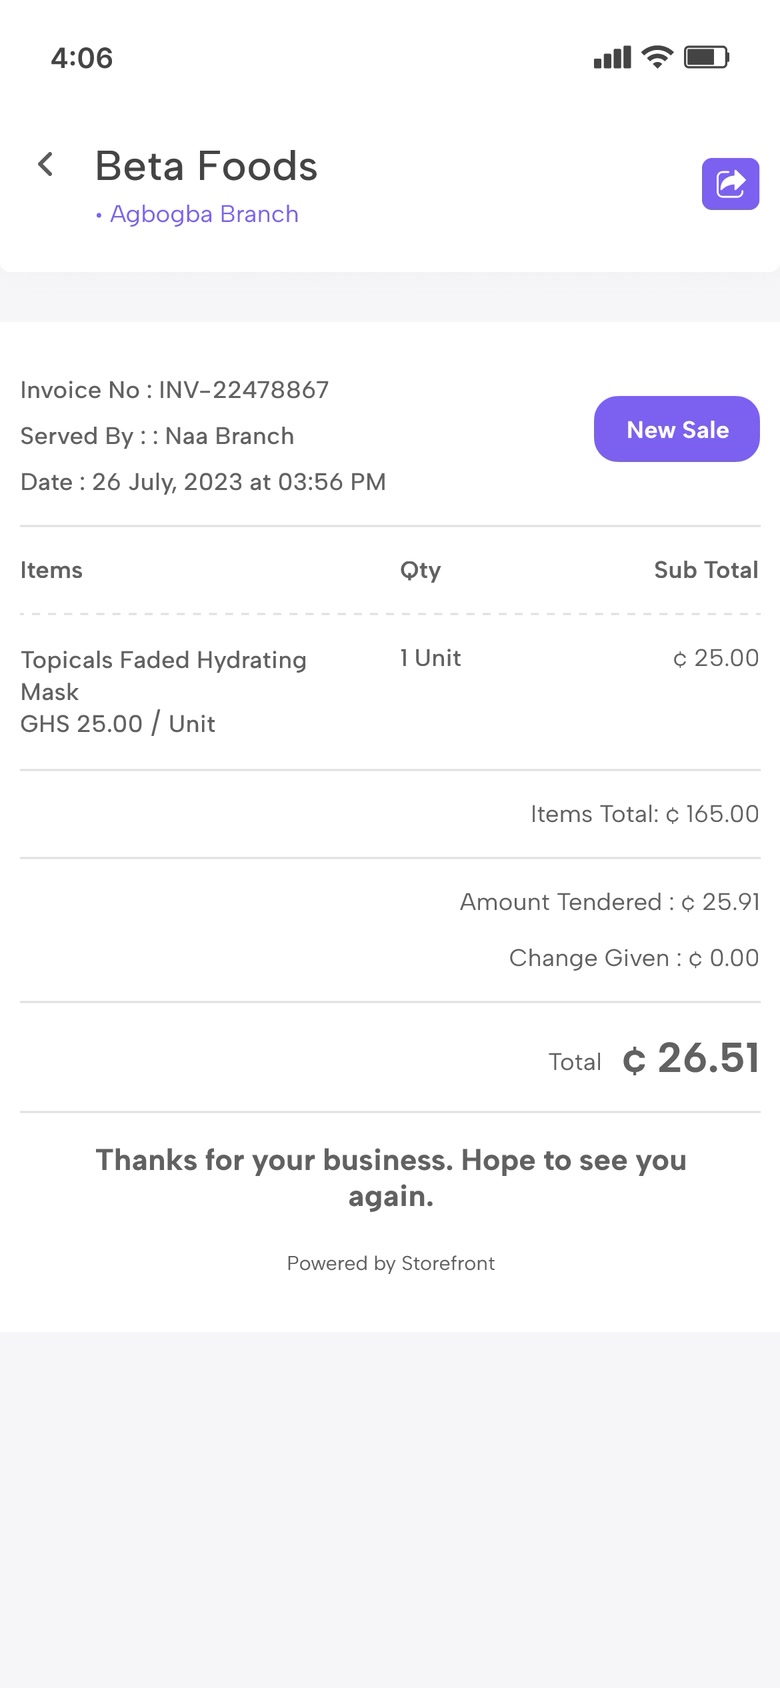 4:06
Beta Foods
• Agbogba Branch
Invoice No : INV-22478867
Served By : : Naa Branch
New Sale
Date : 26 July, 2023 at 03:56 PM
Items Qty Sub Total
Topicals Faded Hydrating 1 Unit ₵ 25.00
Mask
GHS 25.00 / Unit
Items Total: ₵ 165.00
Amount Tendered : ₵ 25.91
Change Given : ₵ 0.00
Total ₵ 26.51
Thanks for your business. Hope to see you
again.
Powered by Storefront